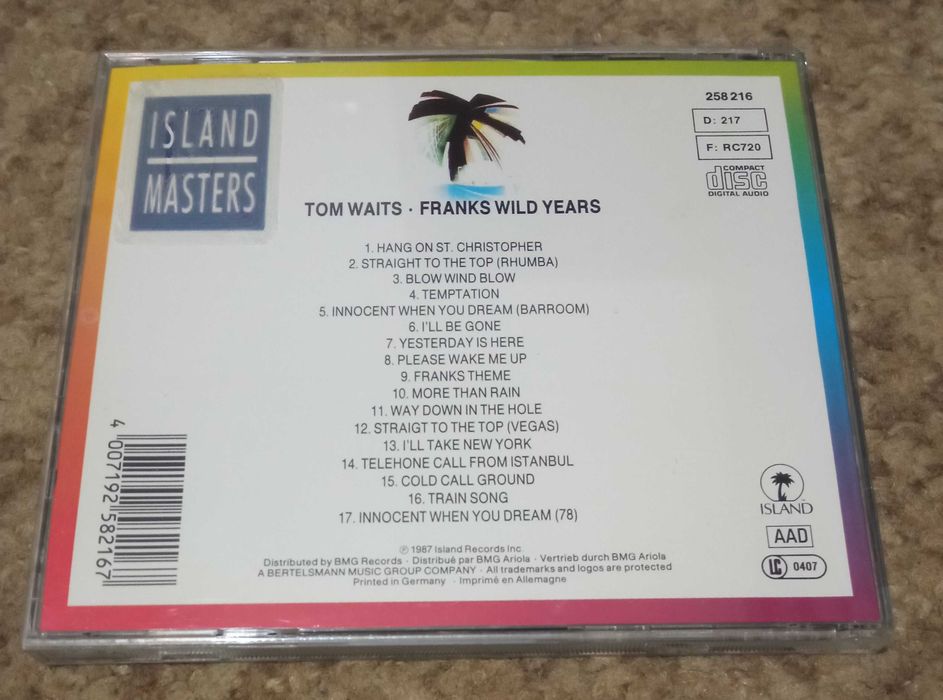 ISLAND
MASTERS
258 216
D: 217
F: RC720
COMPACT
disc
DIGITAL AUDIO
TOM WAITS · FRANKS WILD YEARS
1. HANG ON ST. CHRISTOPHER
2. STRAIGHT TO THE TOP (RHUMBA)
3. BLOW WIND BLOW
4. TEMPTATION
5. INNOCENT WHEN YOU DREAM (BARROOM)
6. I'LL BE GONE
7. YESTERDAY IS HERE
8. PLEASE WAKE ME UP
9. FRANKS THEME
10. MORE THAN RAIN
11. WAY DOWN IN THE HOLE
12. STRAIGT TO THE TOP (VEGAS)
13. I'LL TAKE NEW YORK
14. TELEHONE CALL FROM ISTANBUL
15. COLD CALL GROUND
16. TRAIN SONG
17. INNOCENT WHEN YOU DREAM (78)
4 007192 582167
ISLAND
AAD
LC 0407
℗ 1987 Island Records Inc
Distributed by BMG Records · Distribué par BMG Ariola · Vertrieb durch BMG Ariola
A BERTELSMANN MUSIC GROUP COMPANY · All trademarks and logos are protected
Printed in Germany · Imprimé en Allemagne